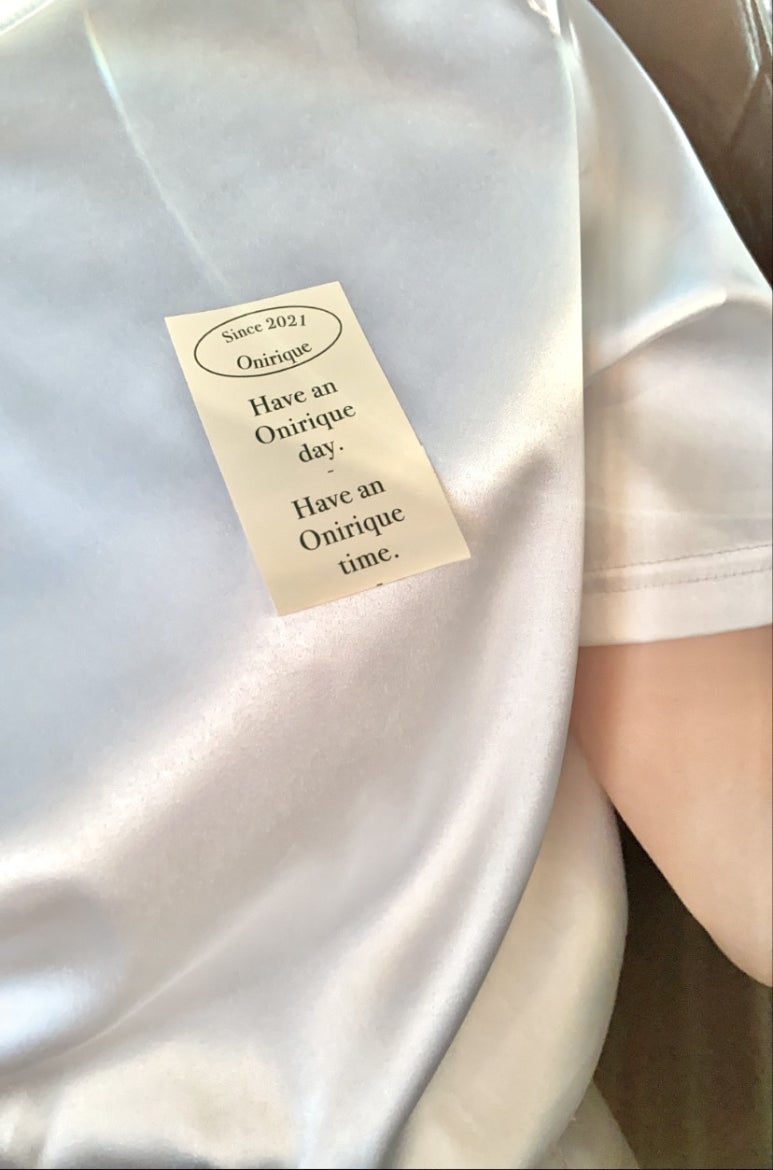 Since 2021
Onirique
Have an
Onirique
day.
-
Have an
Onirique
time.
-